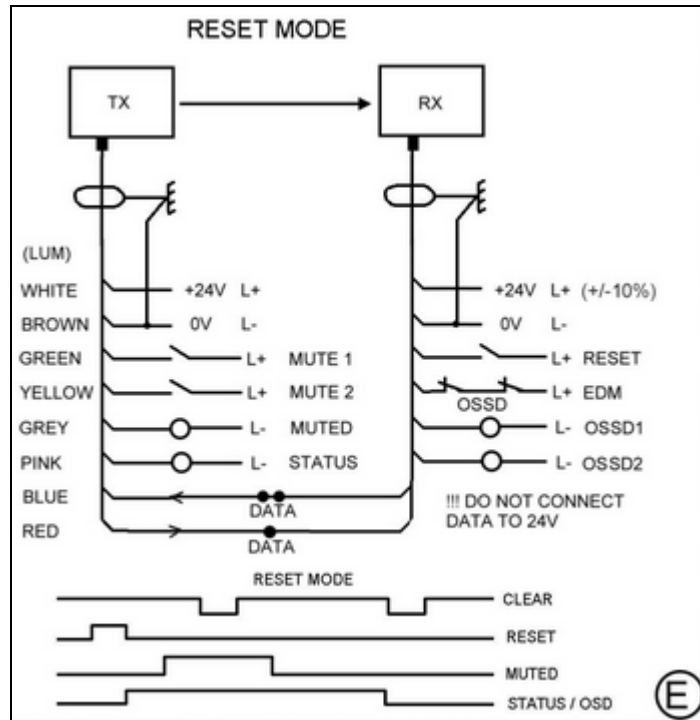 RESET MODE
TX
RX
(LUM)
WHITE +24V L+ +24V L+ (+/-10%)
BROWN 0V L- 0V L-
GREEN L+ MUTE 1 L+ RESET
YELLOW L+ MUTE 2 L+ EDM
OSSD
GREY L- MUTED L- OSSD1
PINK L- STATUS L- OSSD2
BLUE
DATA
!!! DO NOT CONNECT
DATA TO 24V
RED
DATA
RESET MODE
CLEAR
RESET
MUTED
STATUS / OSD
E